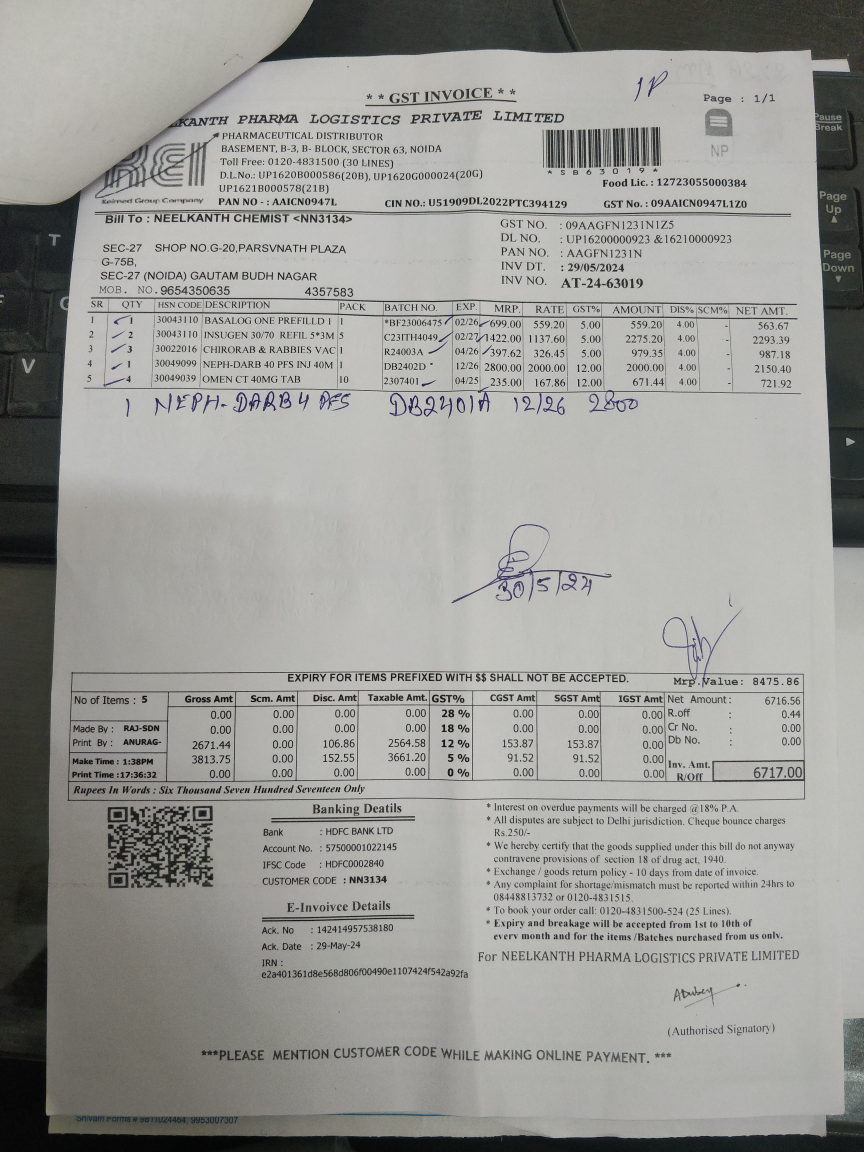 * * GST INVOICE * *
1P
Page : 1/1
ELKANTH PHARMA LOGISTICS PRIVATE LIMITED
PHARMACEUTICAL DISTRIBUTOR
BASEMENT, B-3, B- BLOCK, SECTOR 63, NOIDA
Toll Free: 0120-4831500 (30 LINES)
D.L.No.: UP1620B000586(20B), UP1620G000024(20G)
UP1621B000578(21B)
PAN NO - :AAICN0947L
CIN NO.: U51909DL2022PTC394129
REI
Keimed Group Company
* S B 6 3 0 1 9 *
NP
Food Lic. : 12723055000384
GST No. : 09AAICN0947L1Z0
Bill To : NEELKANTH CHEMIST <NN3134>
SEC-27 SHOP NO.G-20,PARSVNATH PLAZA
G-75B,
SEC-27 (NOIDA) GAUTAM BUDH NAGAR
MOB. NO. 9654350635 4357583
GST NO. : 09AAGFN1231N1Z5
DL NO. : UP16200000923 &16210000923
PAN NO. : AAGFN1231N
INV DT. : 29/05/2024
INV NO. AT-24-63019
SR QTY HSN CODE DESCRIPTION PACK BATCH NO. EXP. MRP. RATE GST% AMOUNT DIS% SCM% NET AMT.
1 1 30043110 BASALOG ONE PREFILLD 1 1 *BF23006475 02/26 699.00 559.20 5.00 559.20 4.00 - 563.67
2 2 30043110 INSUGEN 30/70 REFIL 5*3M 5 C23ITH4049 02/27 1422.00 1137.60 5.00 2275.20 4.00 - 2293.39
3 3 30022016 CHIRORAB & RABBIES VAC 1 R24003A 04/26 397.62 326.45 5.00 979.35 4.00 - 987.18
4 1 30049099 NEPH-DARB 40 PFS INJ 40M 1 DB2402D * 12/26 2800.00 2000.00 12.00 2000.00 4.00 - 2150.40
5 4 30049039 OMEN CT 40MG TAB 10 2307401 04/25 235.00 167.86 12.00 671.44 4.00 - 721.92
1 NEPH-DARB 4 PFS DB2401A 12/26 2800
30/5/24
EXPIRY FOR ITEMS PREFIXED WITH $$ SHALL NOT BE ACCEPTED.
Mrp.Value: 8475.86
No of Items : 5
Made By : RAJ-SDN
Print By : ANURAG-
Make Time : 1:38PM
Print Time :17:36:32
Gross Amt Scm. Amt Disc. Amt Taxable Amt. GST% CGST Amt SGST Amt IGST Amt
0.00 0.00 0.00 0.00 28 % 0.00 0.00 0.00
0.00 0.00 0.00 0.00 18 % 0.00 0.00 0.00
2671.44 0.00 106.86 2564.58 12 % 153.87 153.87 0.00
3813.75 0.00 152.55 3661.20 5 % 91.52 91.52 0.00
0.00 0.00 0.00 0.00 0 % 0.00 0.00 0.00
Net Amount : 6716.56
R.off : 0.44
Cr No. : 0.00
Db No. : 0.00
Inv. Amt. R/Off 6717.00
Rupees In Words : Six Thousand Seven Hundred Seventeen Only
Banking Deatils
Bank : HDFC BANK LTD
Account No. : 57500001022145
IFSC Code : HDFC0002840
CUSTOMER CODE : NN3134
E-Invoivce Details
Ack. No : 142414957538180
Ack. Date : 29-May-24
IRN :
e2a401361d8e568d806f00490e1107424f542a92fa
* Interest on overdue payments will be charged @18% P.A.
* All disputes are subject to Delhi jurisdiction. Cheque bounce charges
Rs.250/-
* We hereby certify that the goods supplied under this bill do not anyway
contravene provisions of section 18 of drug act, 1940.
* Exchange / goods return policy - 10 days from date of invoice.
* Any complaint for shortage/mismatch must be reported within 24hrs to
08448813732 or 0120-4831515.
* To book your order call: 0120-4831500-524 (25 Lines).
* Expiry and breakage will be accepted from 1st to 10th of
every month and for the items /Batches purchased from us only.
For NEELKANTH PHARMA LOGISTICS PRIVATE LIMITED
ADubey
(Authorised Signatory)
***PLEASE MENTION CUSTOMER CODE WHILE MAKING ONLINE PAYMENT. ***
Shivam Forms # 9811024484, 9953007307
T
F
V
Pause
Break
Page
Up
Page
Down